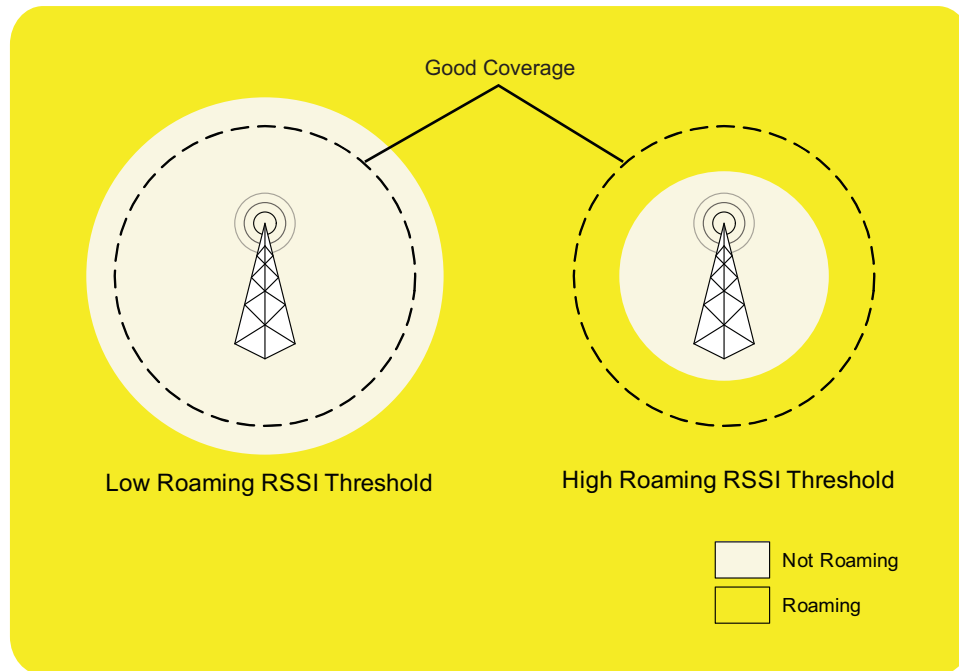 Good Coverage
Low Roaming RSSI Threshold
High Roaming RSSI Threshold
Not Roaming
Roaming